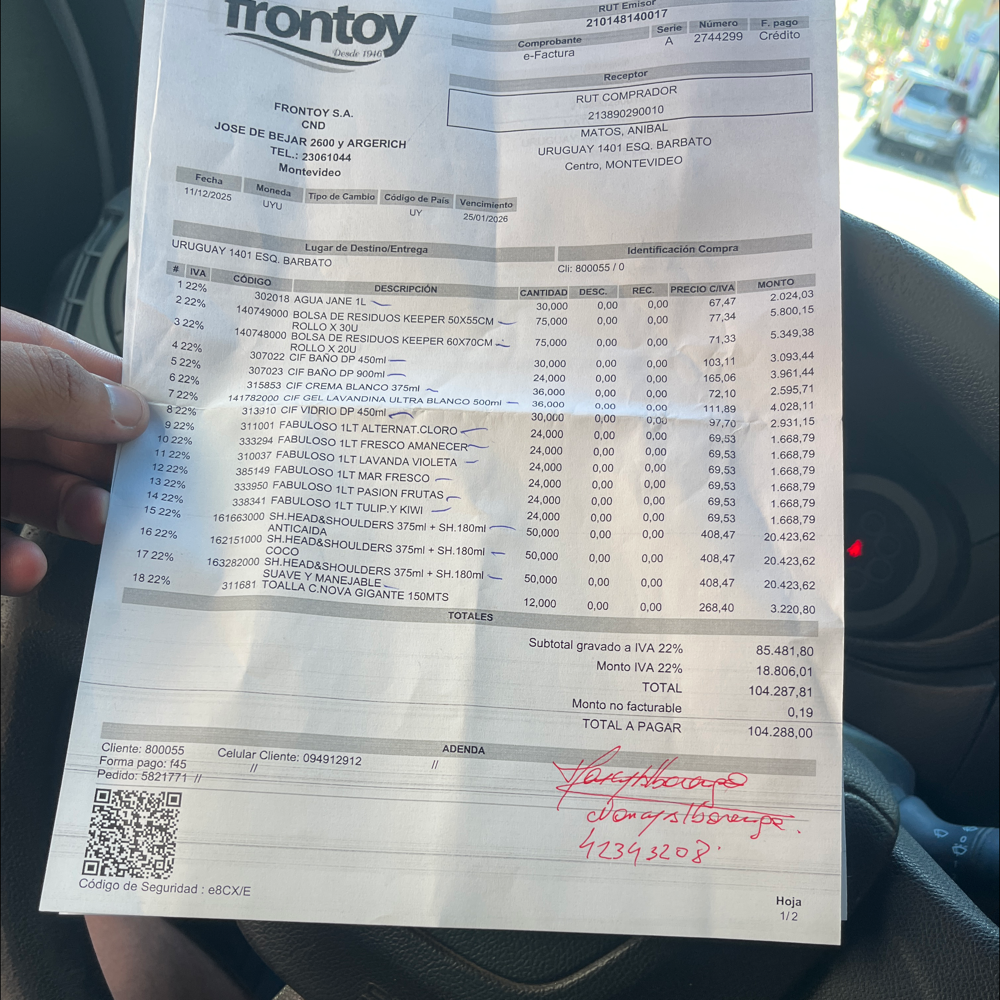 frontoy
Desde 1946
RUT Emisor
210148140017
Comprobante Serie Número F. pago
e-Factura A 2744299 Crédito
Receptor
RUT COMPRADOR
213890290010
MATOS, ANIBAL
URUGUAY 1401 ESQ. BARBATO
Centro, MONTEVIDEO
FRONTOY S.A.
CND
JOSE DE BEJAR 2600 y ARGERICH
TEL.: 23061044
Montevideo
Fecha Moneda Tipo de Cambio Código de País Vencimiento
11/12/2025 UYU UY 25/01/2026
Lugar de Destino/Entrega Identificación Compra
URUGUAY 1401 ESQ. BARBATO Cli: 800055 / 0
# IVA CÓDIGO DESCRIPCIÓN CANTIDAD DESC. REC. PRECIO C/IVA MONTO
1 22% 302018 AGUA JANE 1L 30,000 0,00 0,00 67,47 2.024,03
2 22% 140749000 BOLSA DE RESIDUOS KEEPER 50X55CM 75,000 0,00 0,00 77,34 5.800,15
ROLLO X 30U
3 22% 140748000 BOLSA DE RESIDUOS KEEPER 60X70CM 75,000 0,00 0,00 71,33 5.349,38
ROLLO X 20U
4 22% 307022 CIF BAÑO DP 450ml 30,000 0,00 0,00 103,11 3.093,44
5 22% 307023 CIF BAÑO DP 900ml 24,000 0,00 0,00 165,06 3.961,44
6 22% 315853 CIF CREMA BLANCO 375ml 36,000 0,00 0,00 72,10 2.595,71
7 22% 141782000 CIF GEL LAVANDINA ULTRA BLANCO 500ml 36,000 0,00 0,00 111,89 4.028,11
8 22% 313910 CIF VIDRIO DP 450ml 30,000 0,00 0,00 97,70 2.931,15
9 22% 311001 FABULOSO 1LT ALTERNAT.CLORO 24,000 0,00 0,00 69,53 1.668,79
10 22% 333294 FABULOSO 1LT FRESCO AMANECER 24,000 0,00 0,00 69,53 1.668,79
11 22% 310037 FABULOSO 1LT LAVANDA VIOLETA 24,000 0,00 0,00 69,53 1.668,79
12 22% 385149 FABULOSO 1LT MAR FRESCO 24,000 0,00 0,00 69,53 1.668,79
13 22% 333950 FABULOSO 1LT PASION FRUTAS 24,000 0,00 0,00 69,53 1.668,79
14 22% 338341 FABULOSO 1LT TULIP.Y KIWI 24,000 0,00 0,00 69,53 1.668,79
15 22% 161663000 SH.HEAD&SHOULDERS 375ml + SH.180ml 50,000 0,00 0,00 408,47 20.423,62
ANTICAIDA
16 22% 162151000 SH.HEAD&SHOULDERS 375ml + SH.180ml 50,000 0,00 0,00 408,47 20.423,62
COCO
17 22% 163282000 SH.HEAD&SHOULDERS 375ml + SH.180ml 50,000 0,00 0,00 408,47 20.423,62
SUAVE Y MANEJABLE
18 22% 311681 TOALLA C.NOVA GIGANTE 150MTS 12,000 0,00 0,00 268,40 3.220,80
TOTALES
Subtotal gravado a IVA 22% 85.481,80
Monto IVA 22% 18.806,01
TOTAL 104.287,81
Monto no facturable 0,19
TOTAL A PAGAR 104.288,00
ADENDA
Cliente: 800055 Celular Cliente: 094912912 //
Forma pago: f45 //
Pedido: 5821771 //
42343208
Código de Seguridad : e8CX/E
Hoja
1/2